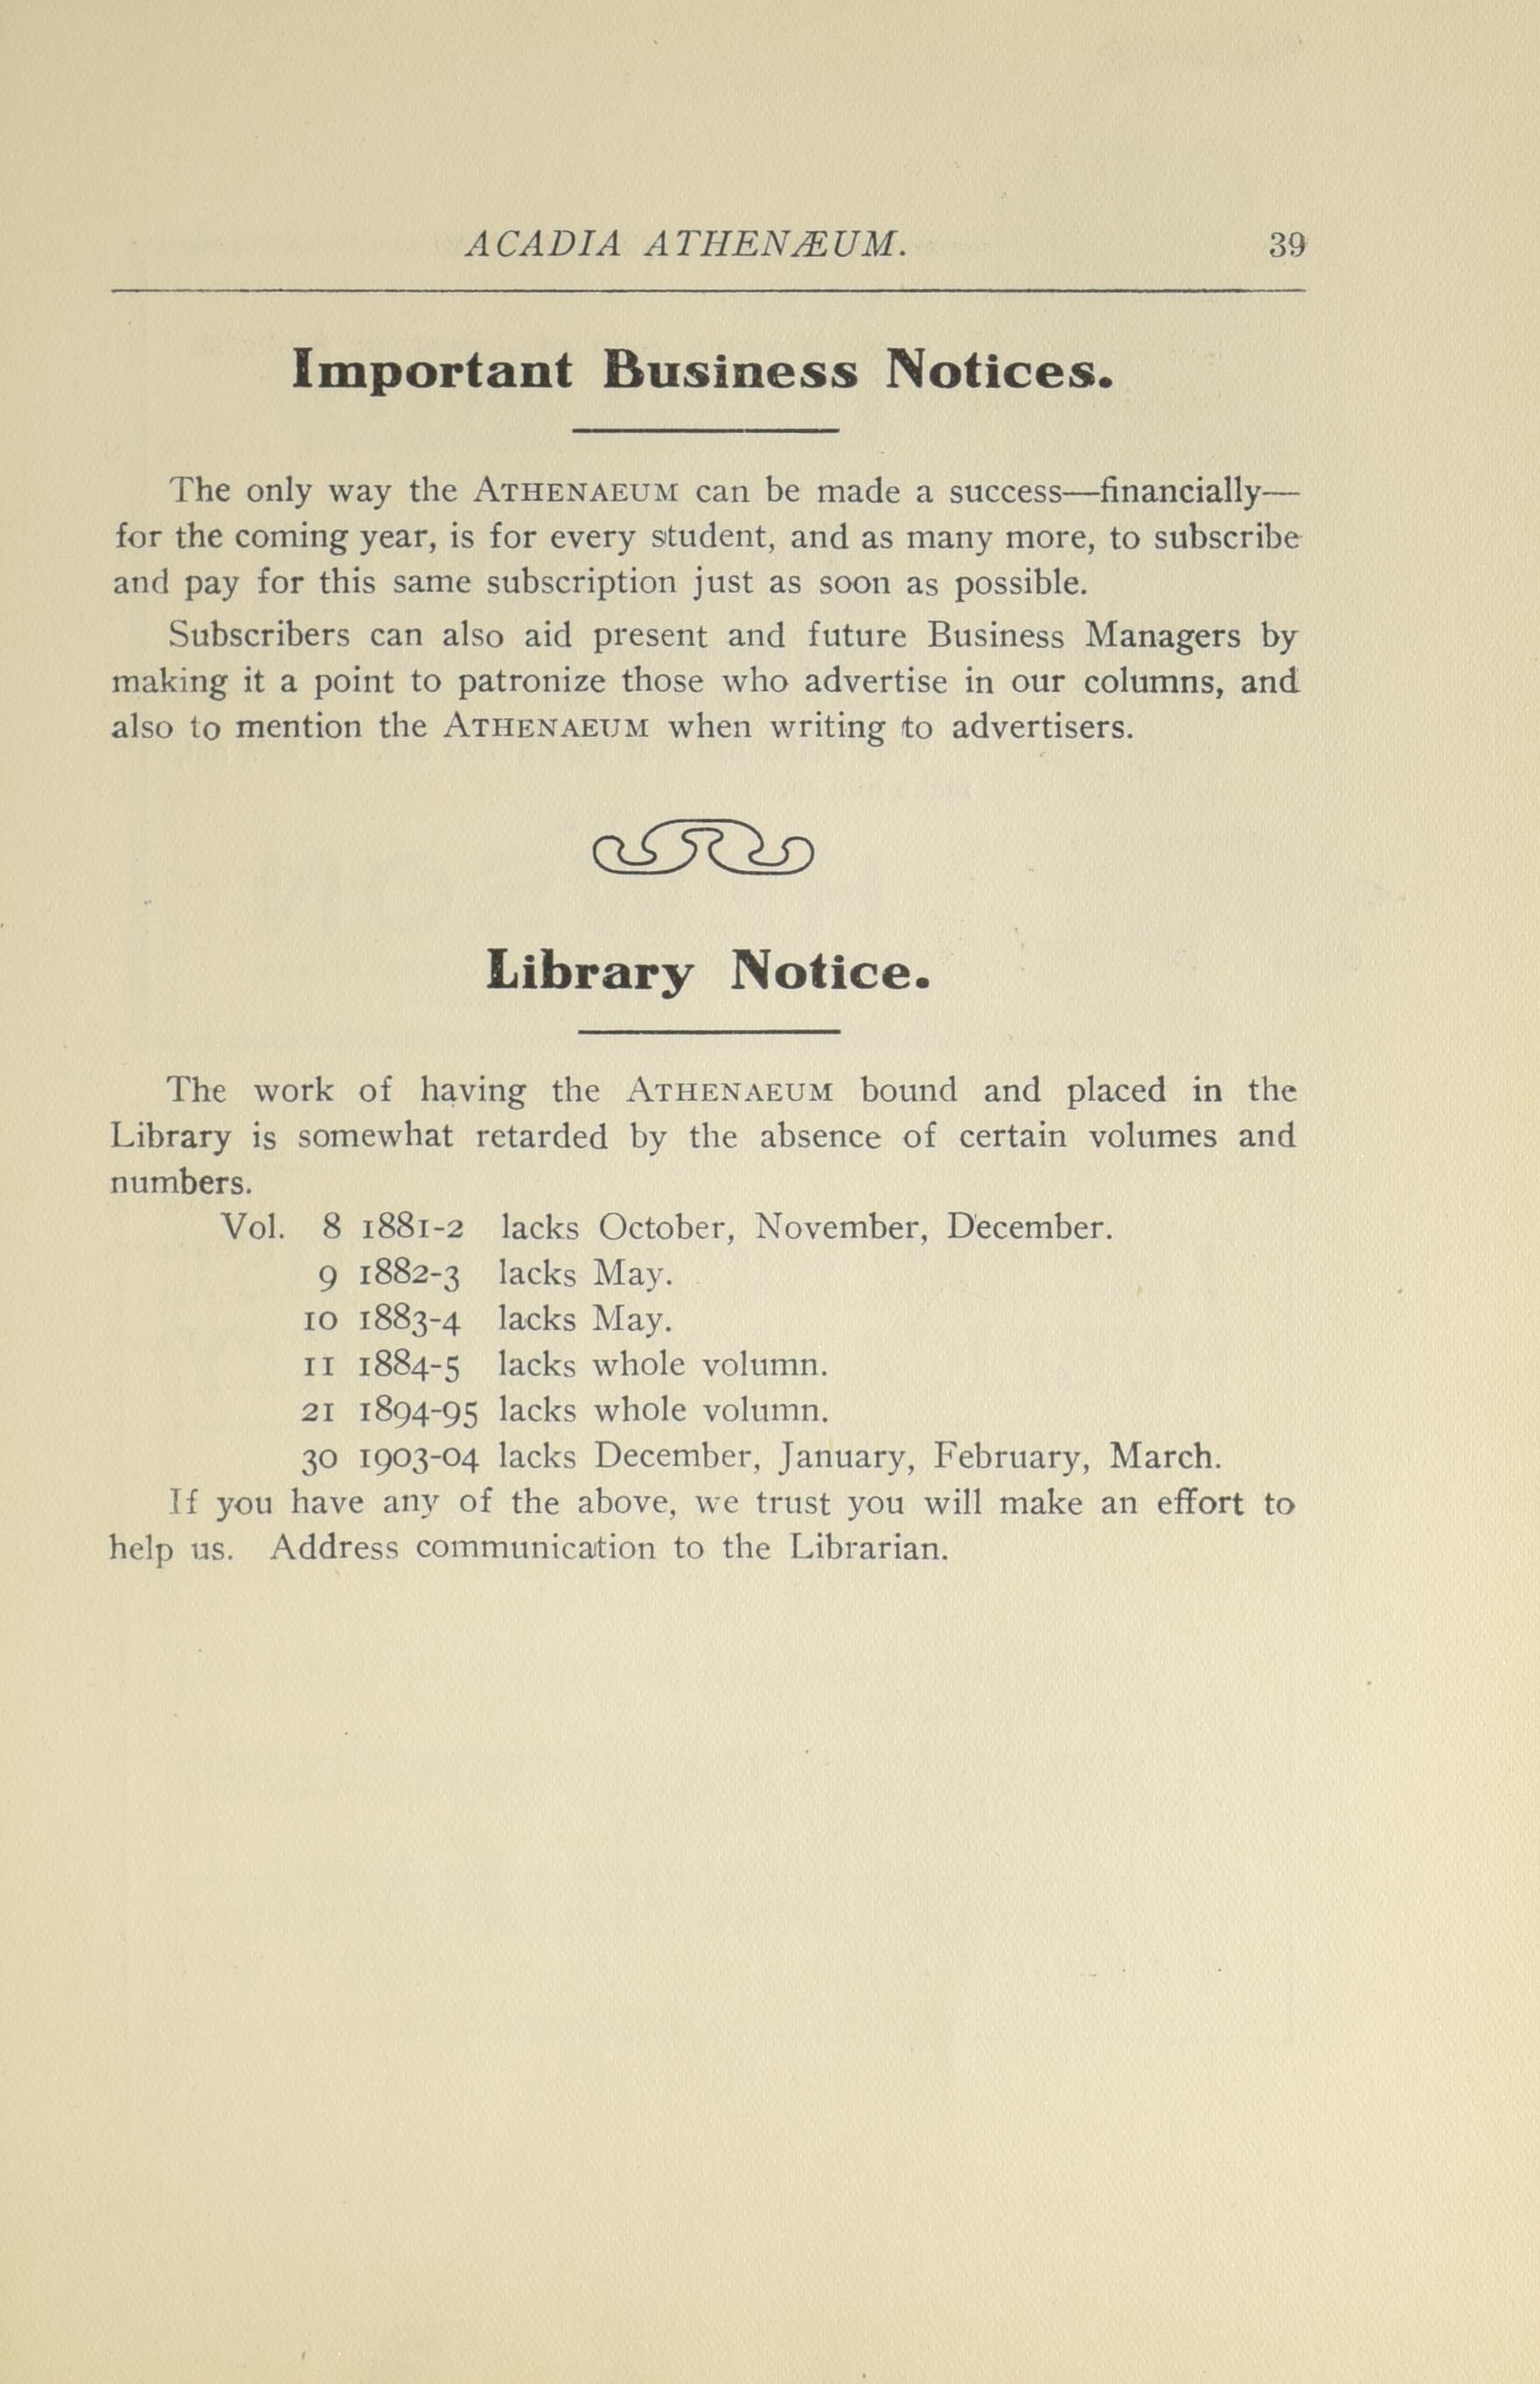 ACADIA ATHENÆUM. 39
Important Business Notices.
The only way the ATHENAEUM can be made a success—financially—
for the coming year, is for every student, and as many more, to subscribe
and pay for this same subscription just as soon as possible.
Subscribers can also aid present and future Business Managers by
making it a point to patronize those who advertise in our columns, and
also to mention the ATHENAEUM when writing to advertisers.
Library Notice.
The work of having the ATHENAEUM bound and placed in the
Library is somewhat retarded by the absence of certain volumes and
numbers.
Vol. 8 1881-2 lacks October, November, December.
9 1882-3 lacks May.
10 1883-4 lacks May.
11 1884-5 lacks whole volumn.
21 1894-95 lacks whole volumn.
30 1903-04 lacks December, January, February, March.
If you have any of the above, we trust you will make an effort to
help us. Address communication to the Librarian.